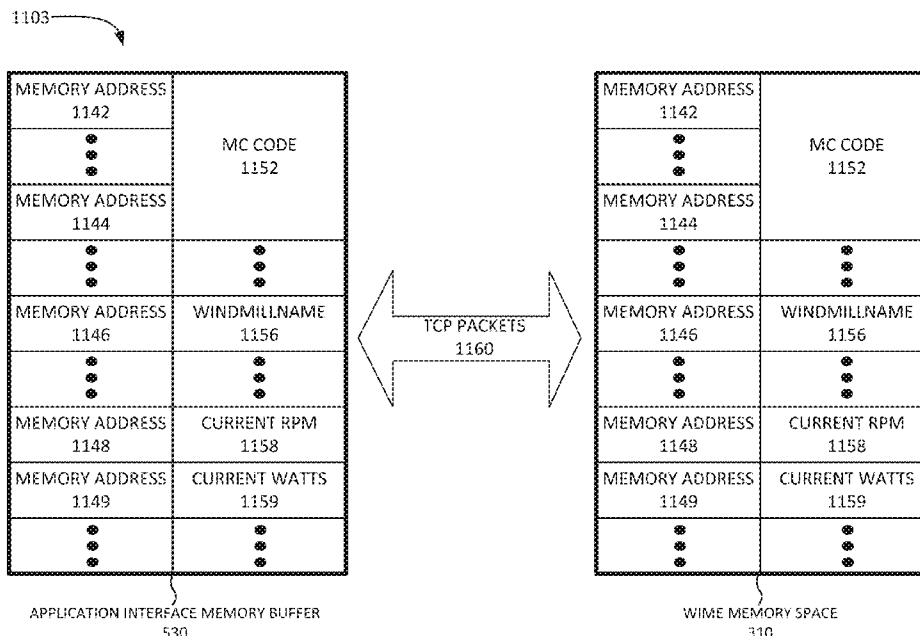 1103
MEMORY ADDRESS
1142
MC CODE
1152
MEMORY ADDRESS
1144
MEMORY ADDRESS
1146
WINDMILLNAME
1156
MEMORY ADDRESS
1148
CURRENT RPM
1158
MEMORY ADDRESS
1149
CURRENT WATTS
1159
APPLICATION INTERFACE MEMORY BUFFER
530
TCP PACKETS
1160
MEMORY ADDRESS
1142
MC CODE
1152
MEMORY ADDRESS
1144
MEMORY ADDRESS
1146
WINDMILLNAME
1156
MEMORY ADDRESS
1148
CURRENT RPM
1158
MEMORY ADDRESS
1149
CURRENT WATTS
1159
WIME MEMORY SPACE
310